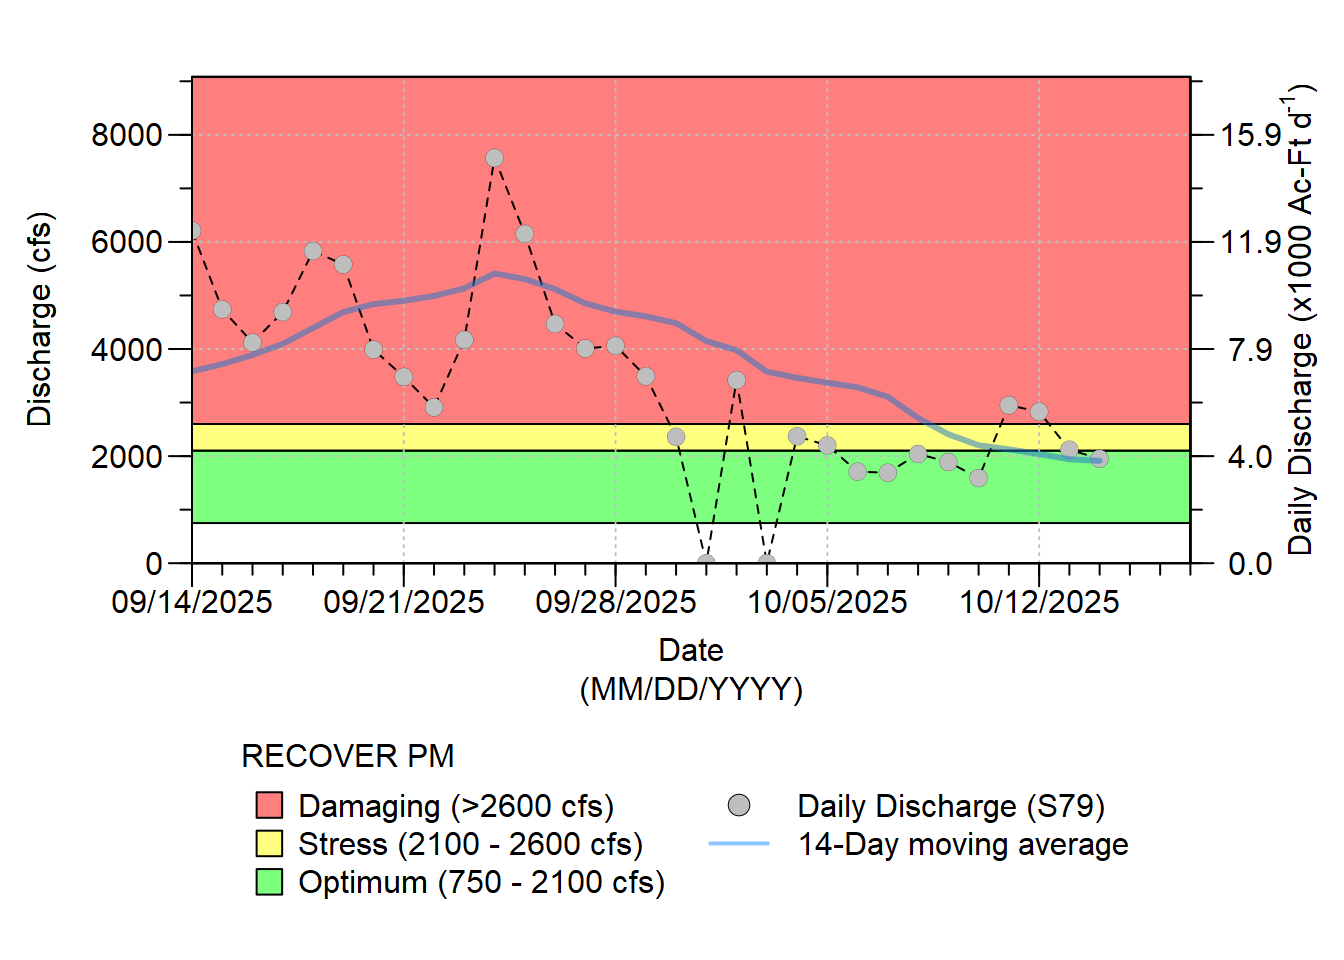 Discharge (cfs)
8000
6000
4000
2000
0
15.9
11.9
7.9
4.0
0.0
Daily Discharge (x1000 Ac-Ft d⁻¹)
09/14/2025
09/21/2025
09/28/2025
10/05/2025
10/12/2025
Date
(MM/DD/YYYY)
RECOVER PM
Damaging (>2600 cfs)
Stress (2100 - 2600 cfs)
Optimum (750 - 2100 cfs)
Daily Discharge (S79)
14-Day moving average